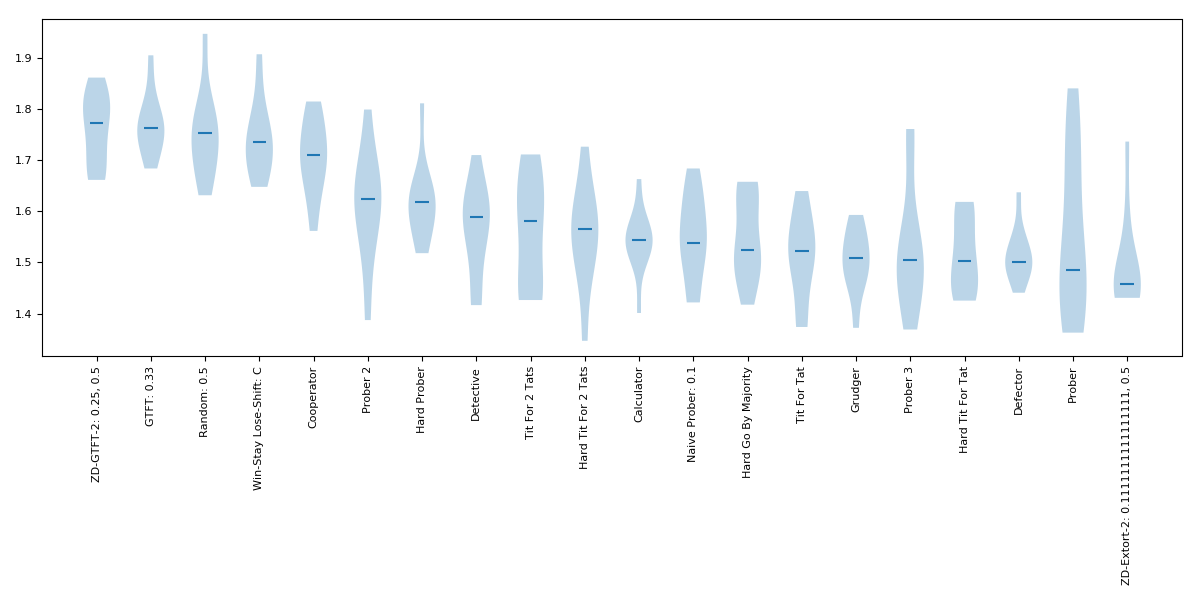 1.9
1.8
1.7
1.6
1.5
1.4
ZD-GTFT-2: 0.25, 0.5
GTFT: 0.33
Random: 0.5
Win-Stay Lose-Shift: C
Cooperator
Prober 2
Hard Prober
Detective
Tit For 2 Tats
Hard Tit For 2 Tats
Calculator
Naive Prober: 0.1
Hard Go By Majority
Tit For Tat
Grudger
Prober 3
Hard Tit For Tat
Defector
Prober
ZD-Extort-2: 0.1111111111111111, 0.5